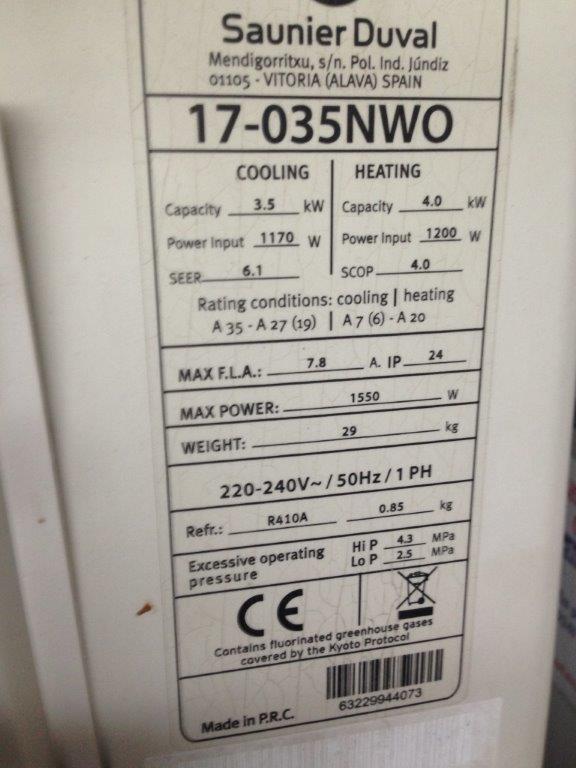 Saunier Duval
Mendigorritxu, s/n. Pol. Ind. Júndiz
01105 - VITORIA (ALAVA) SPAIN
17-035NWO
COOLING HEATING
Capacity 3.5 kW Capacity 4.0 kW
Power Input 1170 W Power Input 1200 W
SEER 6.1 SCOP 4.0
Rating conditions: cooling | heating
A 35 - A 27 (19) | A 7 (6) - A 20
MAX F.L.A.: 7.8 A. IP 24
MAX POWER: 1550 W
WEIGHT: 29 kg
220-240V~ / 50Hz / 1 PH
Refr.: R410A 0.85 kg
Excessive operating pressure Hi P 4.3 MPa
Lo P 2.5 MPa
CE
Contains fluorinated greenhouse gases
covered by the Kyoto Protocol
Made in P.R.C. 63229944073